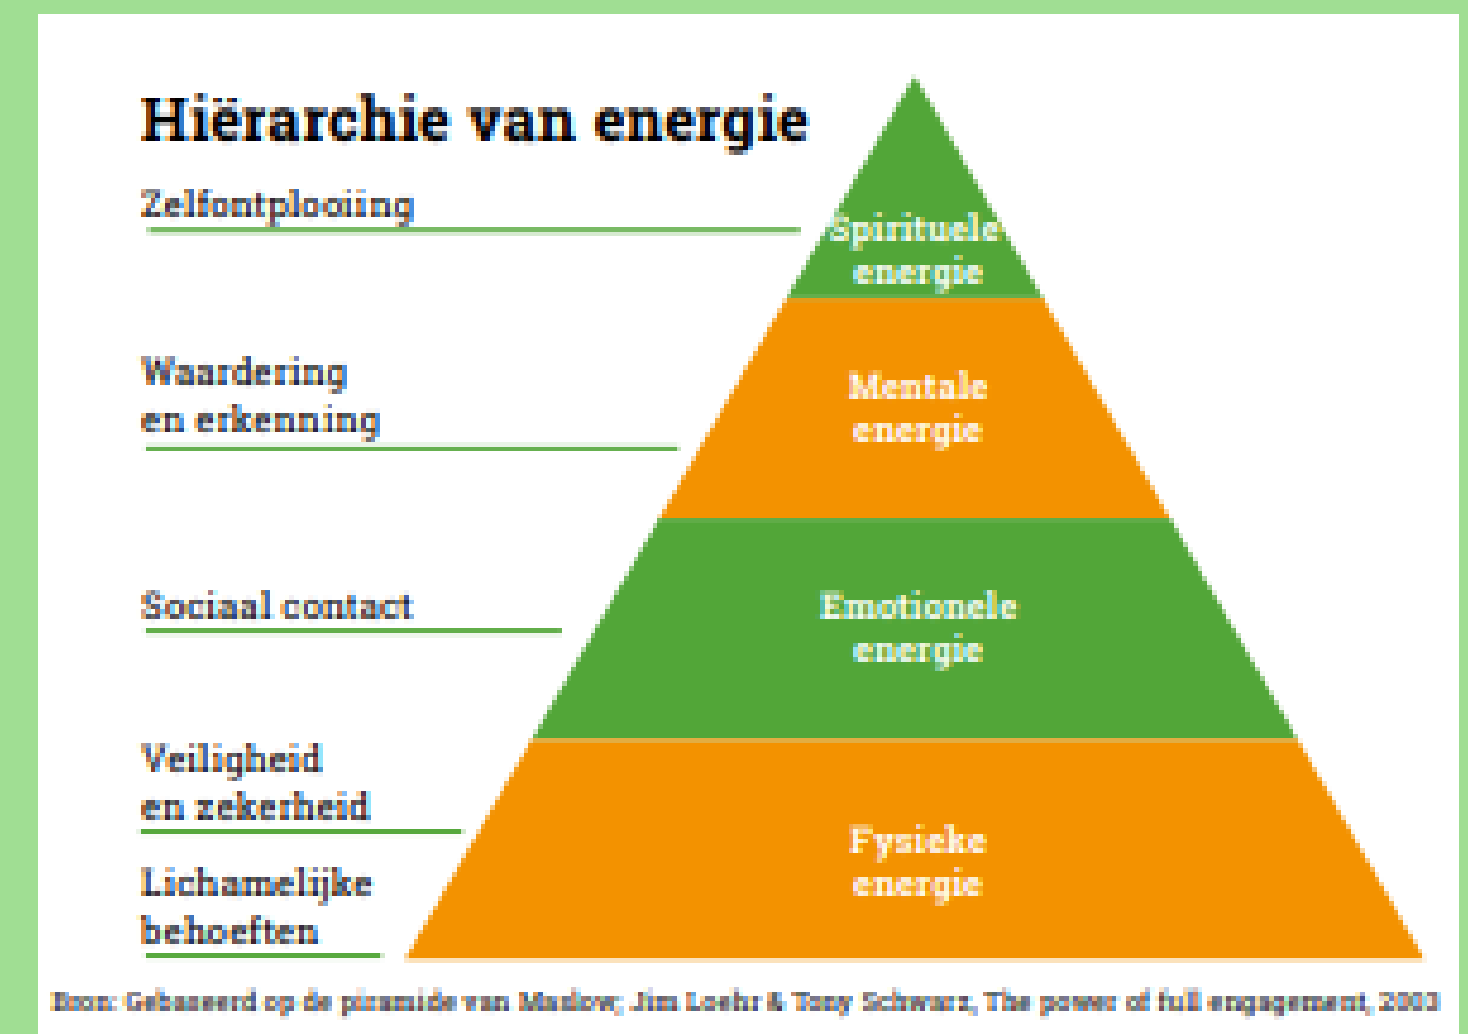 Hiërarchie van energie
Zelfontplooiing
Spirituele
energie
Waardering
en erkenning
Mentale
energie
Sociaal contact
Emotionele
energie
Veiligheid
en zekerheid
Lichamelijke
behoeften
Fysieke
energie
Bron: Gebaseerd op de piramide van Maslow; Jim Loehr & Tony Schwarz, The power of full engagement, 2003